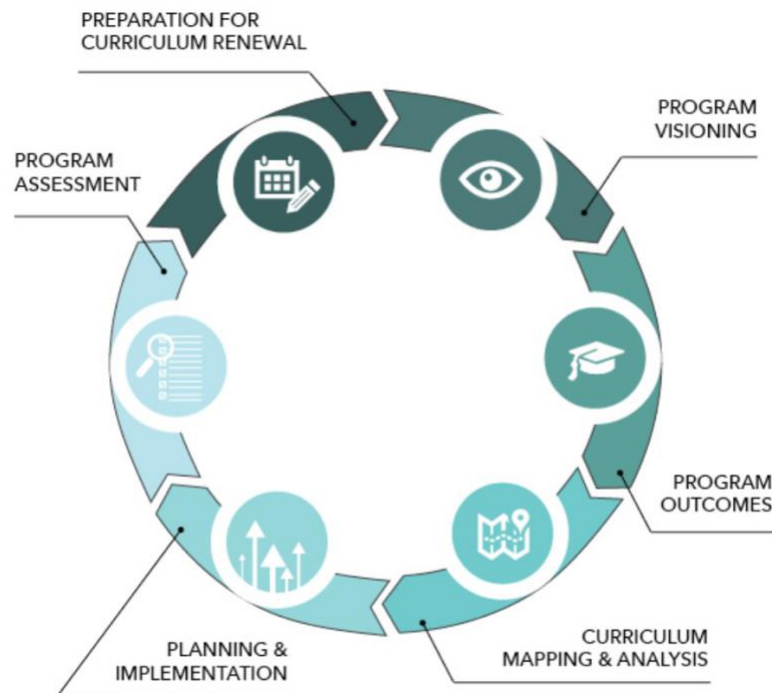 PREPARATION FOR
CURRICULUM RENEWAL
PROGRAM
VISIONING
PROGRAM
OUTCOMES
CURRICULUM
MAPPING & ANALYSIS
PLANNING &
IMPLEMENTATION
PROGRAM
ASSESSMENT